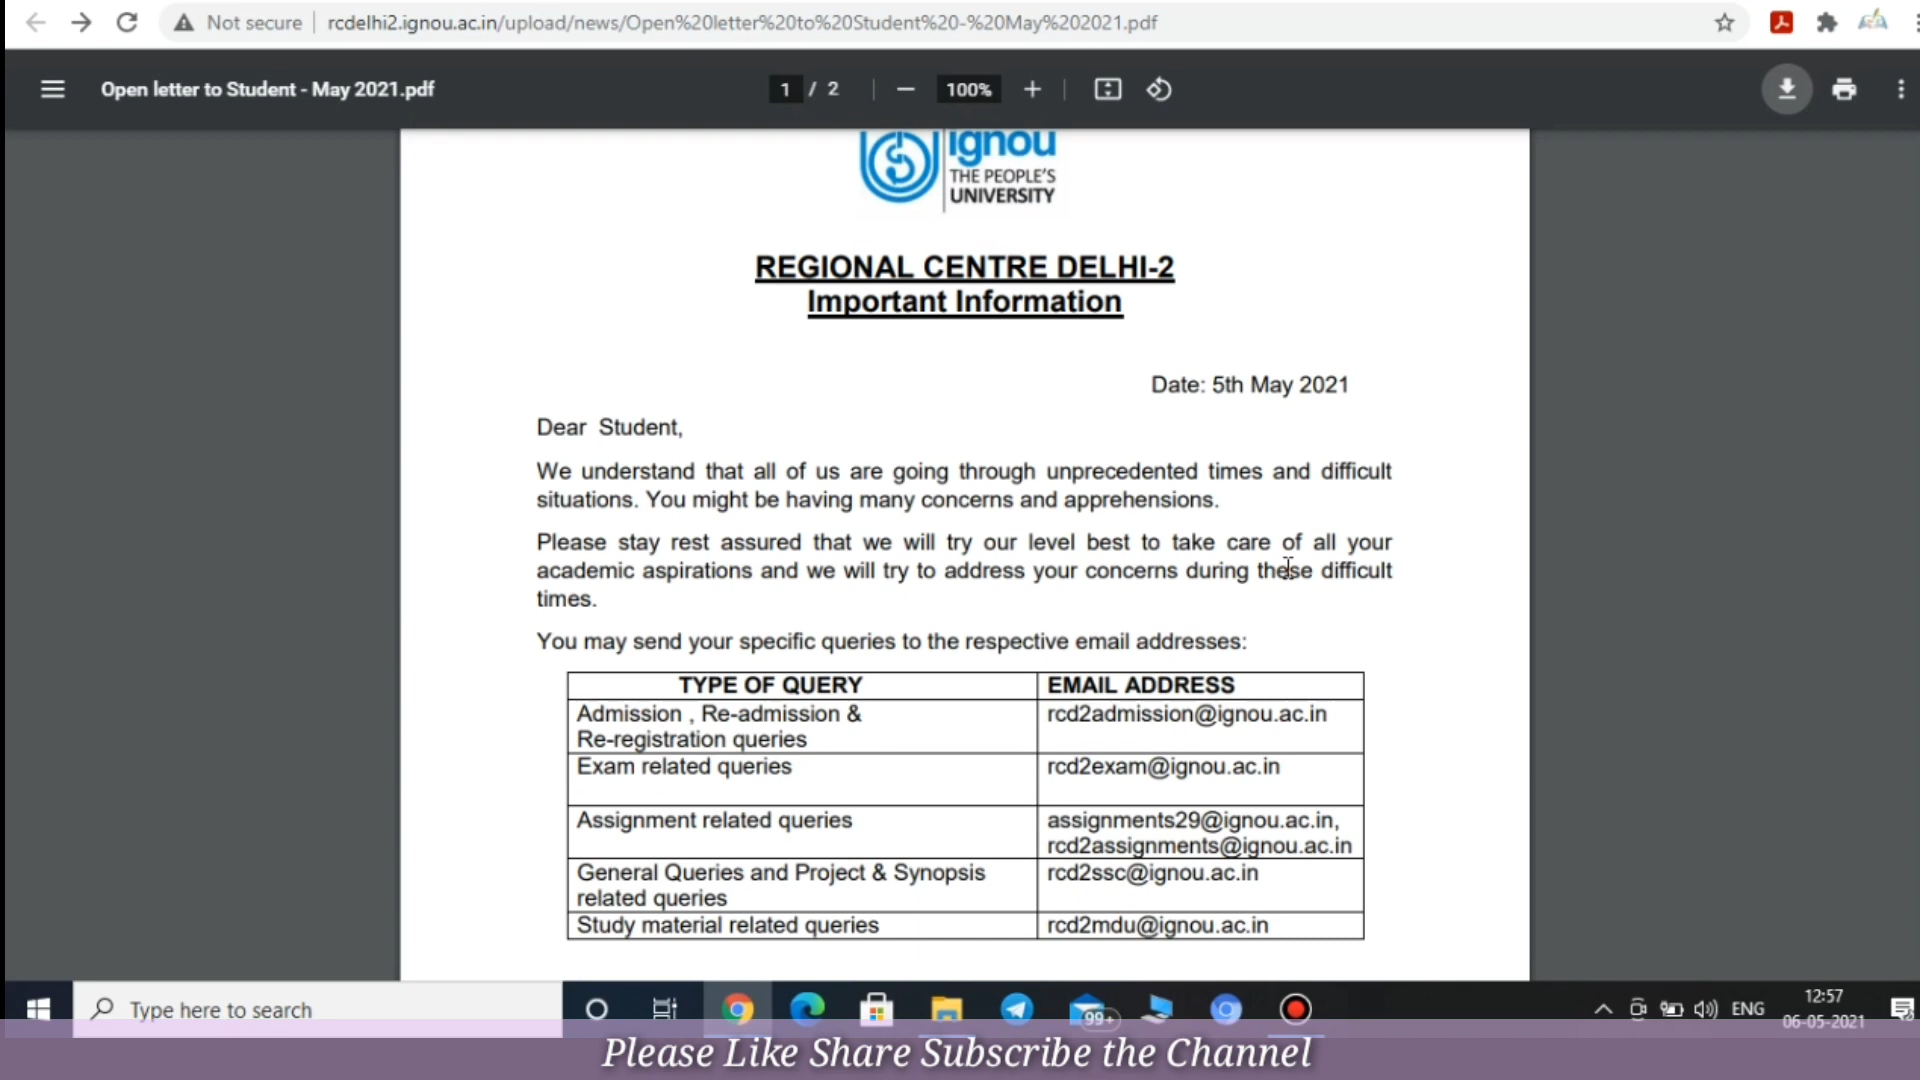 Not secure rcdelhi2.ignou.ac.in/upload/news/Open%20letter%20to%20Student%20-%20May%202021.pdf
Open letter to Student - May 2021.pdf 1 / 2 100%
ignou
THE PEOPLE'S
UNIVERSITY
REGIONAL CENTRE DELHI-2
Important Information
Date: 5th May 2021
Dear Student,
We understand that all of us are going through unprecedented times and difficult
situations. You might be having many concerns and apprehensions.
Please stay rest assured that we will try our level best to take care of all your
academic aspirations and we will try to address your concerns during these difficult
times.
You may send your specific queries to the respective email addresses:
TYPE OF QUERY EMAIL ADDRESS
Admission , Re-admission & rcd2admission@ignou.ac.in
Re-registration queries
Exam related queries rcd2exam@ignou.ac.in
Assignment related queries assignments29@ignou.ac.in,
rcd2assignments@ignou.ac.in
General Queries and Project & Synopsis rcd2ssc@ignou.ac.in
related queries
Study material related queries rcd2mdu@ignou.ac.in
Type here to search 99+ ENG 12:57
06-05-2021
Please Like Share Subscribe the Channel